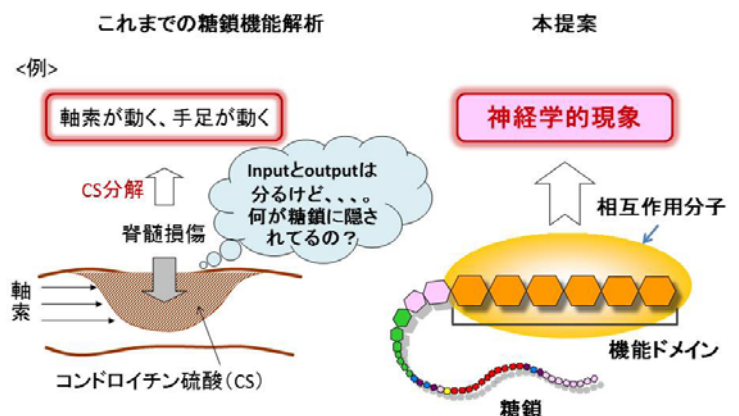 これまでの糖鎖機能解析
本提案
<例>
軸索が動く、手足が動く
CS分解
脊髄損傷
Inputとoutputは
分るけど、、、。
何が糖鎖に隠され
てるの？
軸索
コンドロイチン硫酸（CS）
神経学的現象
相互作用分子
機能ドメイン
糖鎖